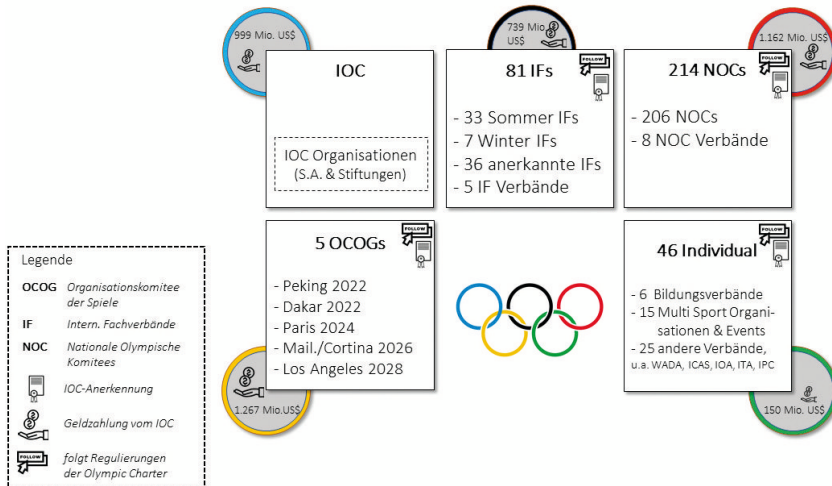 999 Mio. US$
IOC
IOC Organisationen
(S.A. & Stiftungen)
739 Mio.
US$
FOLLOW
81 IFs
- 33 Sommer IFs
- 7 Winter IFs
- 36 anerkannte IFs
- 5 IF Verbände
1.162 Mio. US$
FOLLOW
214 NOCs
- 206 NOCs
- 8 NOC Verbände
FOLLOW
5 OCOGs
- Peking 2022
- Dakar 2022
- Paris 2024
- Mail./Cortina 2026
- Los Angeles 2028
1.267 Mio.US$
FOLLOW
46 Individual
- 6 Bildungsverbände
- 15 Multi Sport Organi-
sationen & Events
- 25 andere Verbände,
u.a. WADA, ICAS, IOA, ITA, IPC
150 Mio. US$
Legende
OCOG Organisationskomitee
der Spiele
IF Intern. Fachverbände
NOC Nationale Olympische
Komitees
IOC-Anerkennung
Geldzahlung vom IOC
FOLLOW
folgt Regulierungen
der Olympic Charter